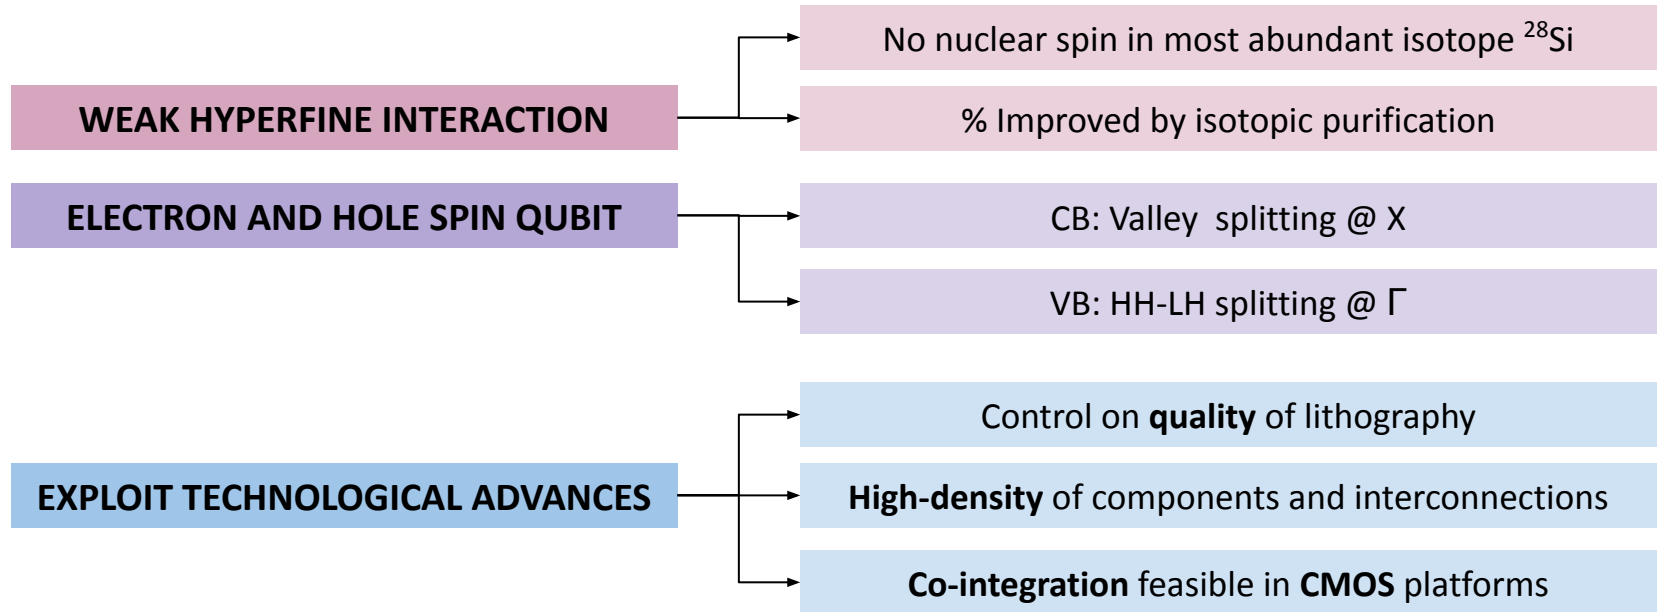 No nuclear spin in most abundant isotope ²⁸Si
WEAK HYPERFINE INTERACTION
% Improved by isotopic purification
ELECTRON AND HOLE SPIN QUBIT
CB: Valley splitting @ X
VB: HH-LH splitting @ Γ
Control on quality of lithography
EXPLOIT TECHNOLOGICAL ADVANCES
High-density of components and interconnections
Co-integration feasible in CMOS platforms